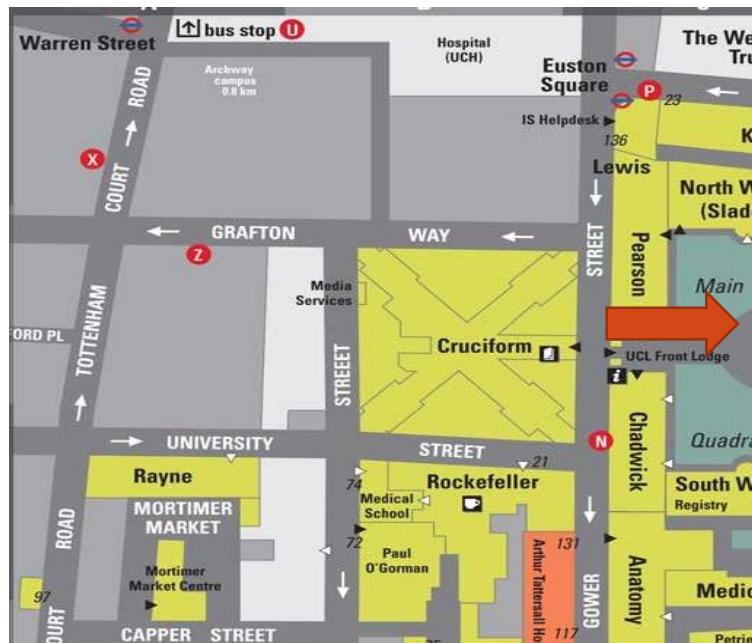 Warren Street
bus stop U
Hospital
(UCH)
Archway
campus
0.8 km
Euston
Square
The We
Tru
P
23
IS Helpdesk
136
K
Lewis
X
ROAD
COURT
TOTTENHAM
North W
(Slad
GRAFTON
WAY
STREET
Pearson
Z
Media
Services
Main
FORD PL
Cruciform
UCL Front Lodge
i
STREEET
Chadwick
Quadra
UNIVERSITY
STREET
N
21
Rayne
74
Rockefeller
South W
Registry
Medical
School
MORTIMER
MARKET
72
Paul
O'Gorman
Arthur Tattersall Ho
131
117
ROAD
GOWER
Anatomy
Mortimer
Market Centre
Medic
97
OURT
CAPPER STREET
Petrie